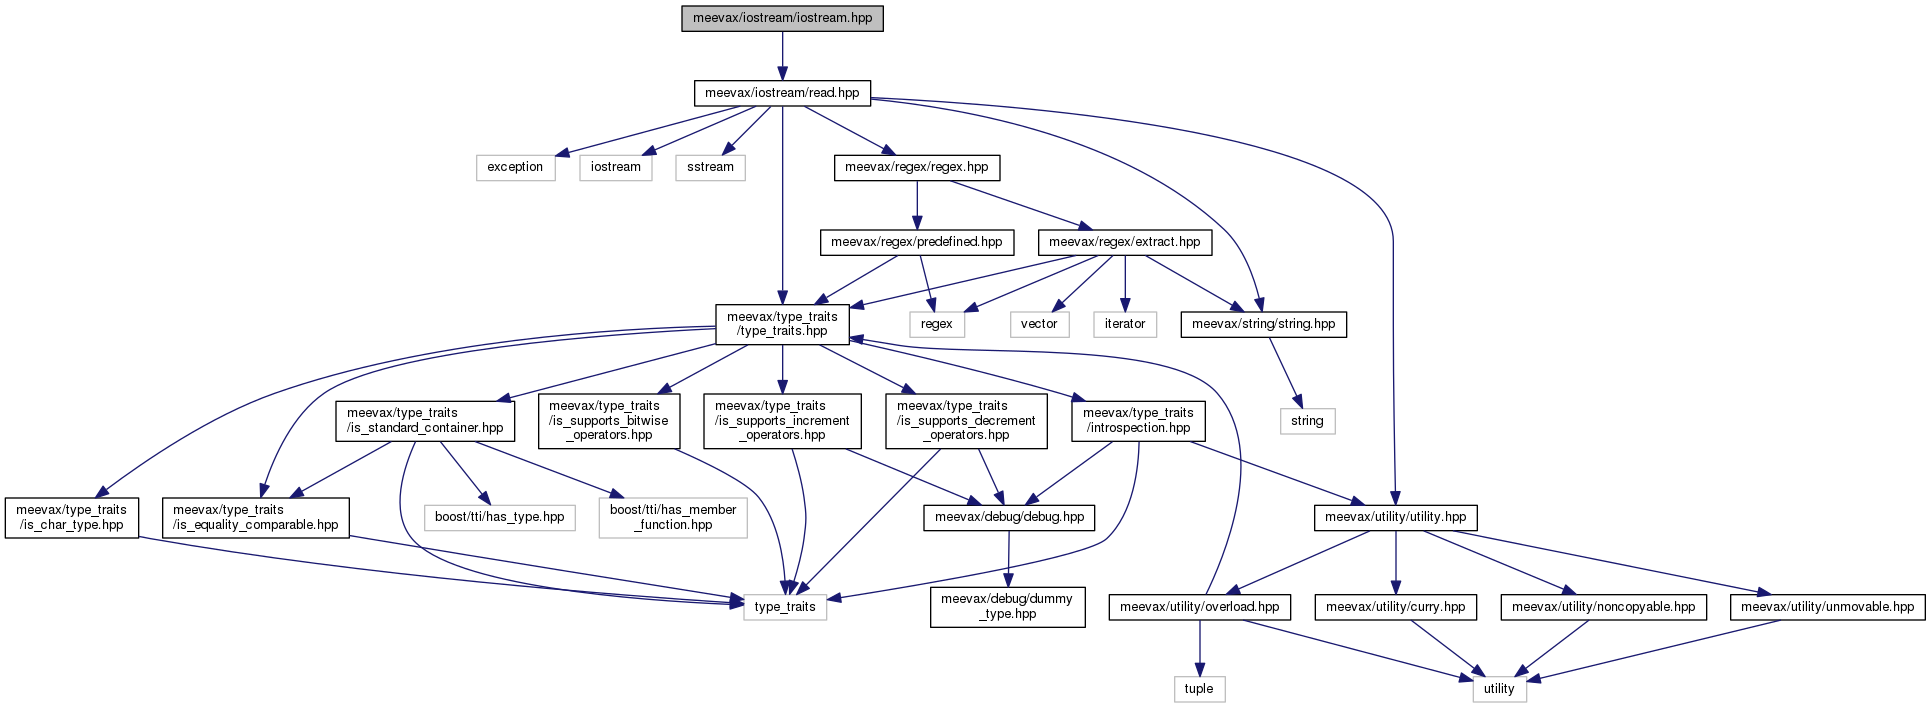 meevax/iostream/iostream.hpp
meevax/iostream/read.hpp
exception
iostream
sstream
meevax/regex/regex.hpp
meevax/regex/predefined.hpp
meevax/regex/extract.hpp
meevax/type_traits
/type_traits.hpp
regex
vector
iterator
meevax/string/string.hpp
meevax/type_traits
/is_standard_container.hpp
meevax/type_traits
/is_supports_bitwise
_operators.hpp
meevax/type_traits
/is_supports_increment
_operators.hpp
meevax/type_traits
/is_supports_decrement
_operators.hpp
meevax/type_traits
/introspection.hpp
string
meevax/type_traits
/is_char_type.hpp
meevax/type_traits
/is_equality_comparable.hpp
boost/tti/has_type.hpp
boost/tti/has_member
_function.hpp
meevax/debug/debug.hpp
meevax/utility/utility.hpp
type_traits
meevax/debug/dummy
_type.hpp
meevax/utility/overload.hpp
meevax/utility/curry.hpp
meevax/utility/noncopyable.hpp
meevax/utility/unmovable.hpp
tuple
utility